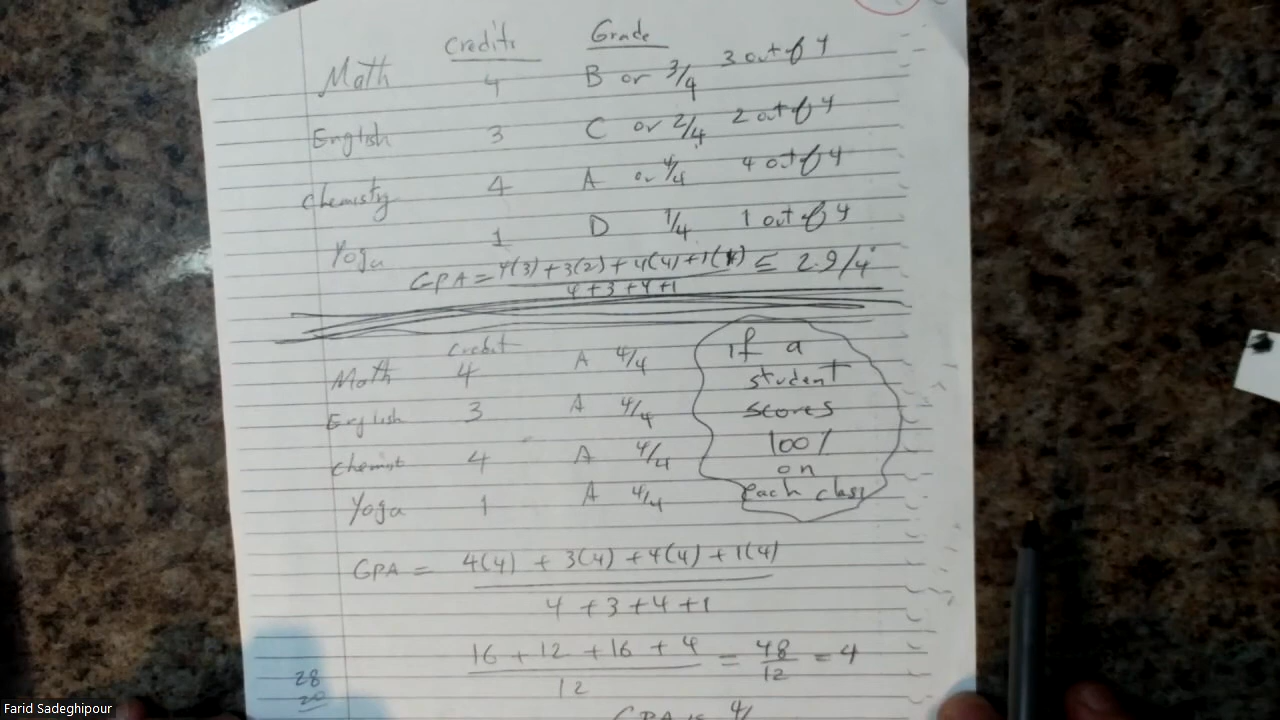 Credits Grade
Math 4 B or 3/4 3 out of 4
English 3 C or 2/4 2 out of 4
Chemistry 4 A or 4/4 4 out of 4
Yoga 1 D 1/4 1 out of 4
GPA = 4(3) + 3(2) + 4(4) + 1(1) = 2.9/4
4 + 3 + 4 + 1
Credit
Math 4 A 4/4
English 3 A 4/4
Chemist 4 A 4/4
Yoga 1 A 4/4
if a
student
scores
100%
on
each class
GPA = 4(4) + 3(4) + 4(4) + 1(4)
4 + 3 + 4 + 1
16 + 12 + 16 + 4 = 48 = 4
12 12
28
20
GPA is 4/
Farid Sadeghipour